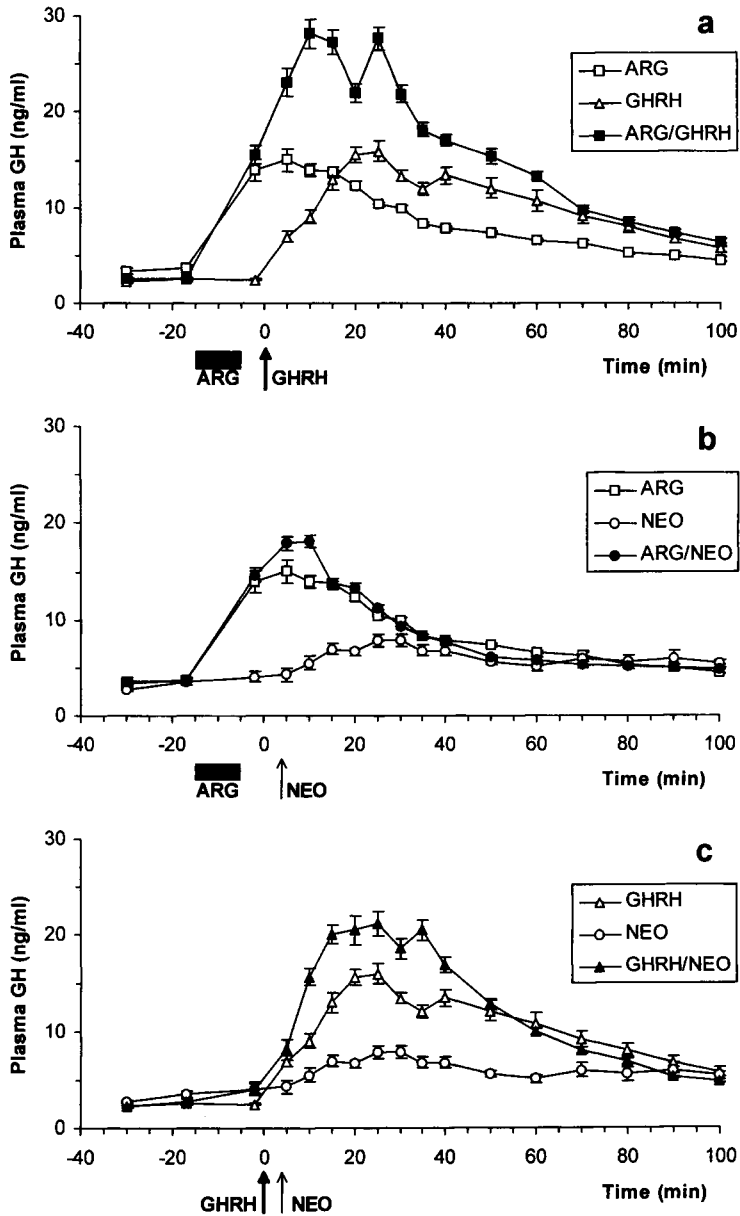 a
30
20
10
0
Plasma GH (ng/ml)
ARG
GHRH
ARG/GHRH
-40 -20 0 20 40 60 80 100
ARG GHRH
Time (min)
b
30
20
10
0
Plasma GH (ng/ml)
ARG
NEO
ARG/NEO
-40 -20 0 20 40 60 80 100
ARG NEO
Time (min)
c
30
20
10
0
Plasma GH (ng/ml)
GHRH
NEO
GHRH/NEO
-40 -20 0 20 40 60 80 100
Time (min)
GHRH NEO